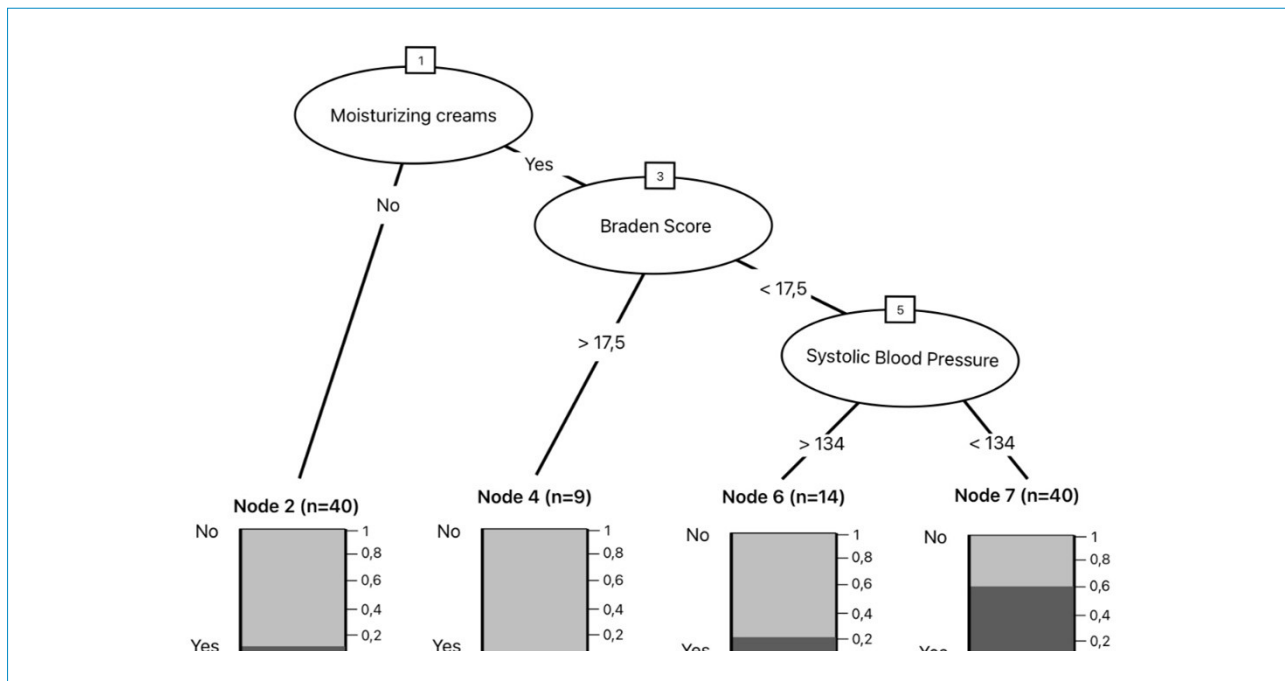 1
Moisturizing creams
Yes
No
3
Braden Score
< 17,5
> 17,5
5
Systolic Blood Pressure
> 134
< 134
Node 2 (n=40)
No
1
0,8
0,6
0,4
0,2
Yes
Node 4 (n=9)
No
1
0,8
0,6
0,4
0,2
Yes
Node 6 (n=14)
No
1
0,8
0,6
0,4
0,2
Yes
Node 7 (n=40)
No
1
0,8
0,6
0,4
0,2
Yes